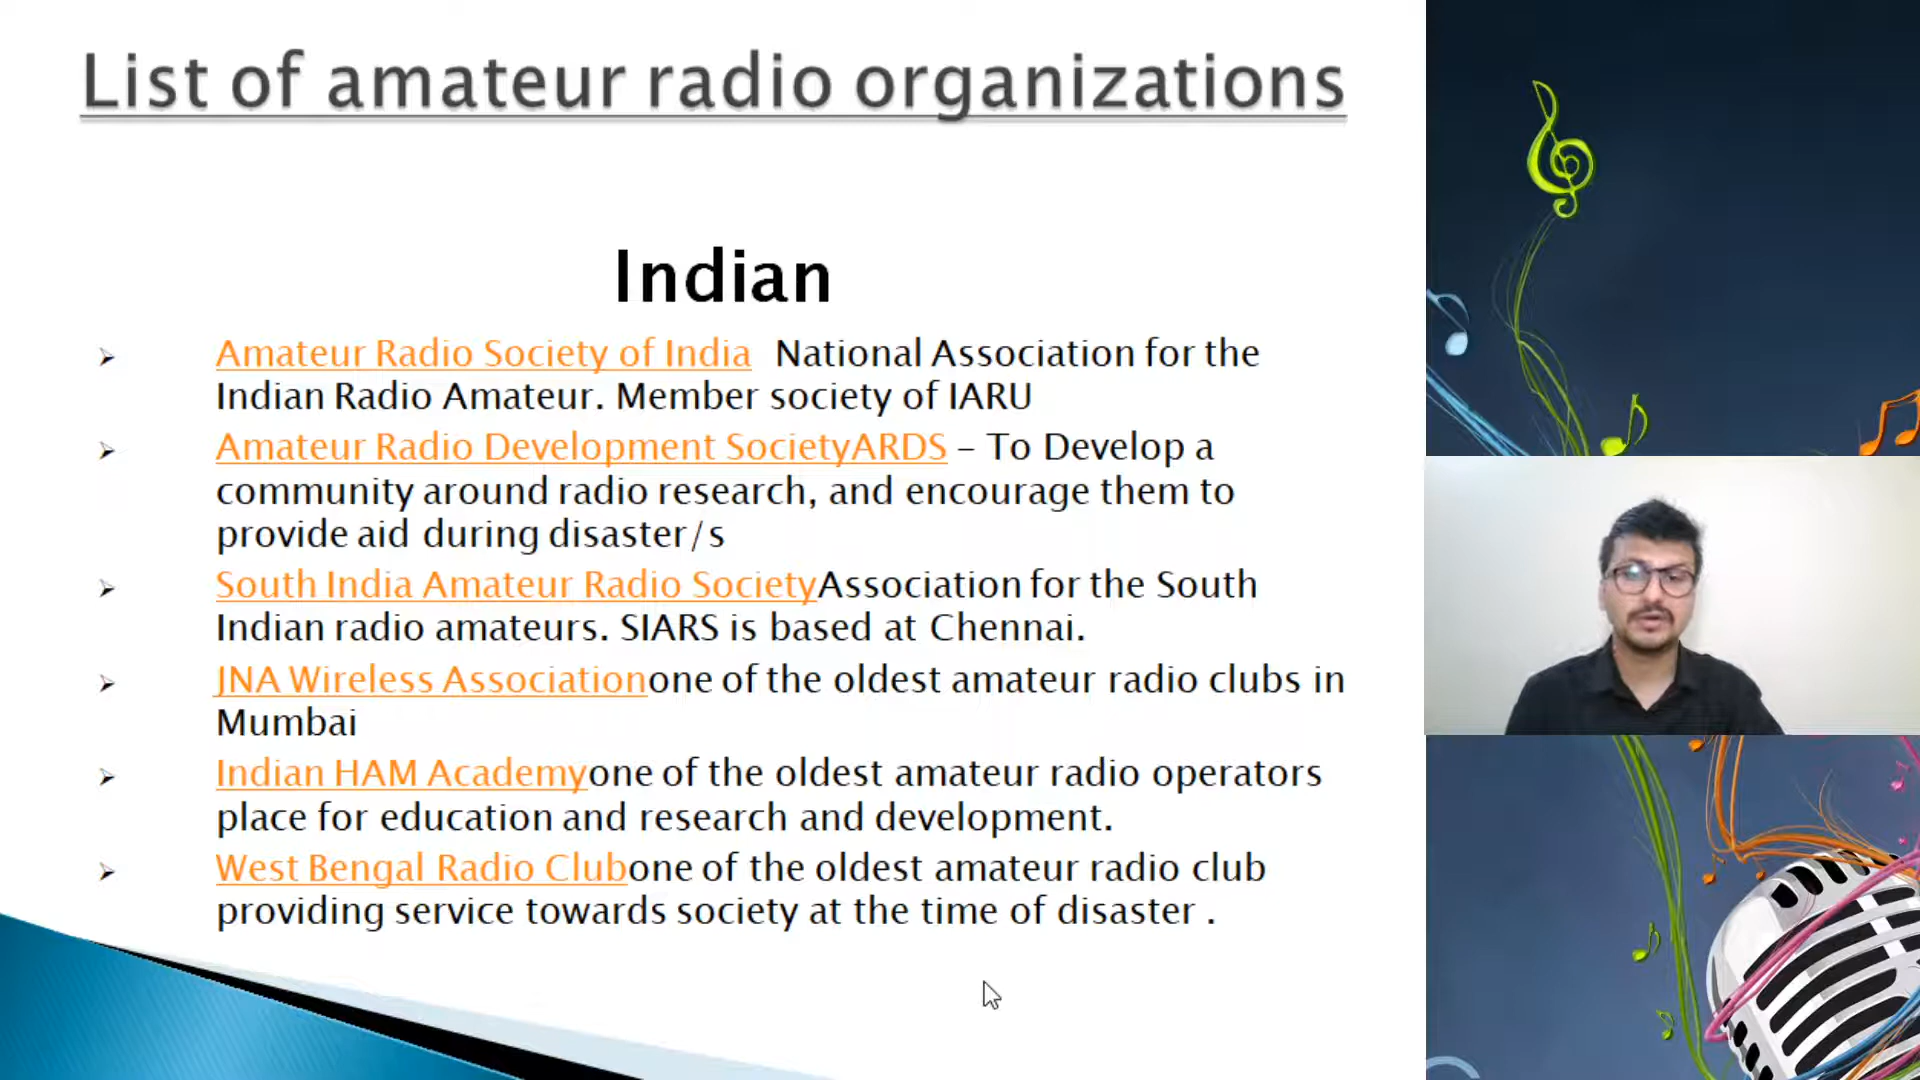 List of amateur radio organizations
Indian
Amateur Radio Society of India National Association for the
Indian Radio Amateur. Member society of IARU
Amateur Radio Development SocietyARDS – To Develop a
community around radio research, and encourage them to
provide aid during disaster/s
South India Amateur Radio SocietyAssociation for the South
Indian radio amateurs. SIARS is based at Chennai.
JNA Wireless Associationone of the oldest amateur radio clubs in
Mumbai
Indian HAM Academyone of the oldest amateur radio operators
place for education and research and development.
West Bengal Radio Clubone of the oldest amateur radio club
providing service towards society at the time of disaster .